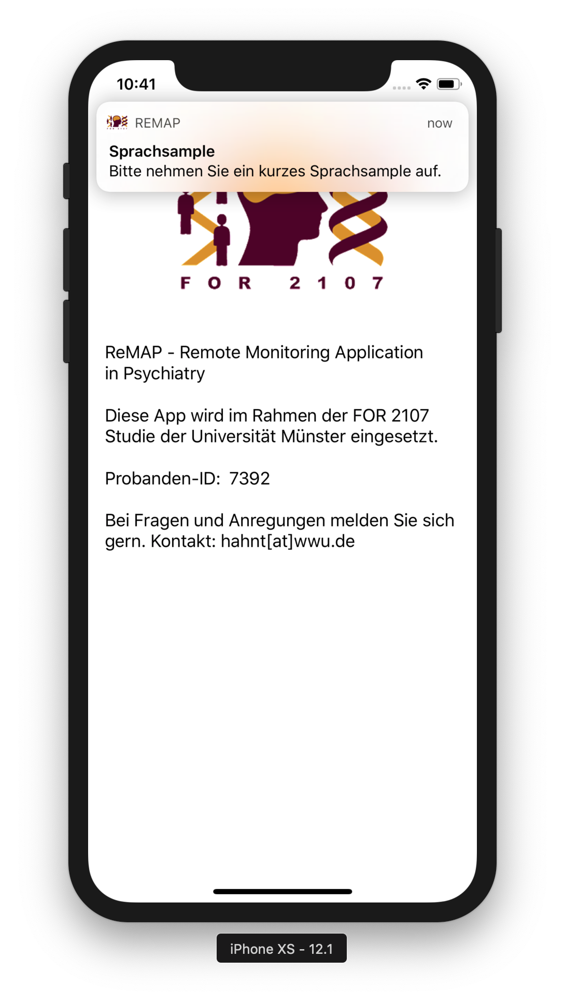 10:41
REMAP
now
Sprachsample
Bitte nehmen Sie ein kurzes Sprachsample auf.
FOR 2107
ReMAP - Remote Monitoring Application
in Psychiatry
Diese App wird im Rahmen der FOR 2107
Studie der Universität Münster eingesetzt.
Probanden-ID: 7392
Bei Fragen und Anregungen melden Sie sich
gern. Kontakt: hahnt[at]wwu.de
iPhone XS - 12.1